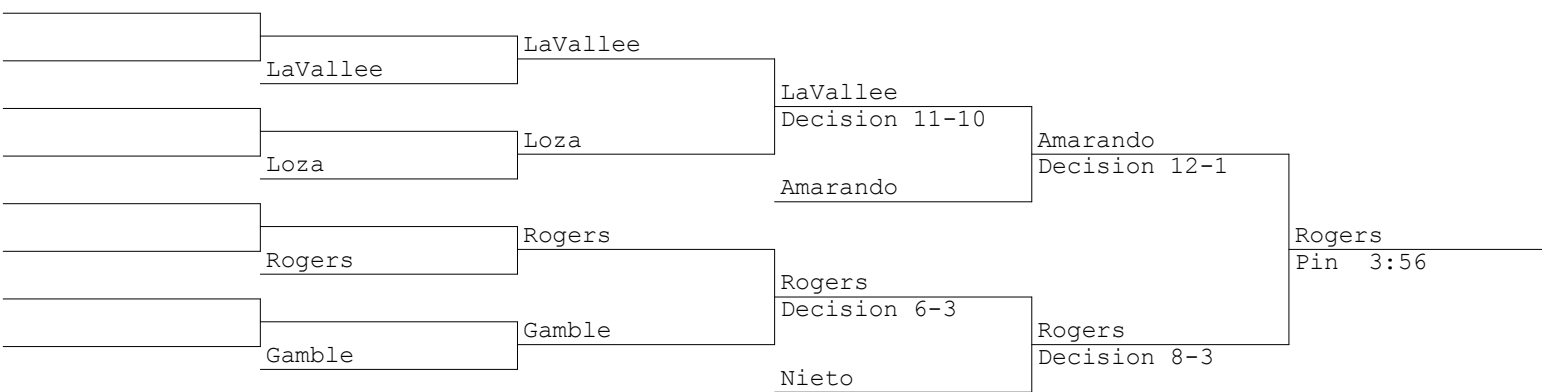 LaVallee
LaVallee
LaVallee
Decision 11-10
Loza
Loza
Amarando
Decision 12-1
Amarando
Rogers
Rogers
Rogers
Pin  3:56
Rogers
Decision 6-3
Gamble
Gamble
Rogers
Decision 8-3
Nieto